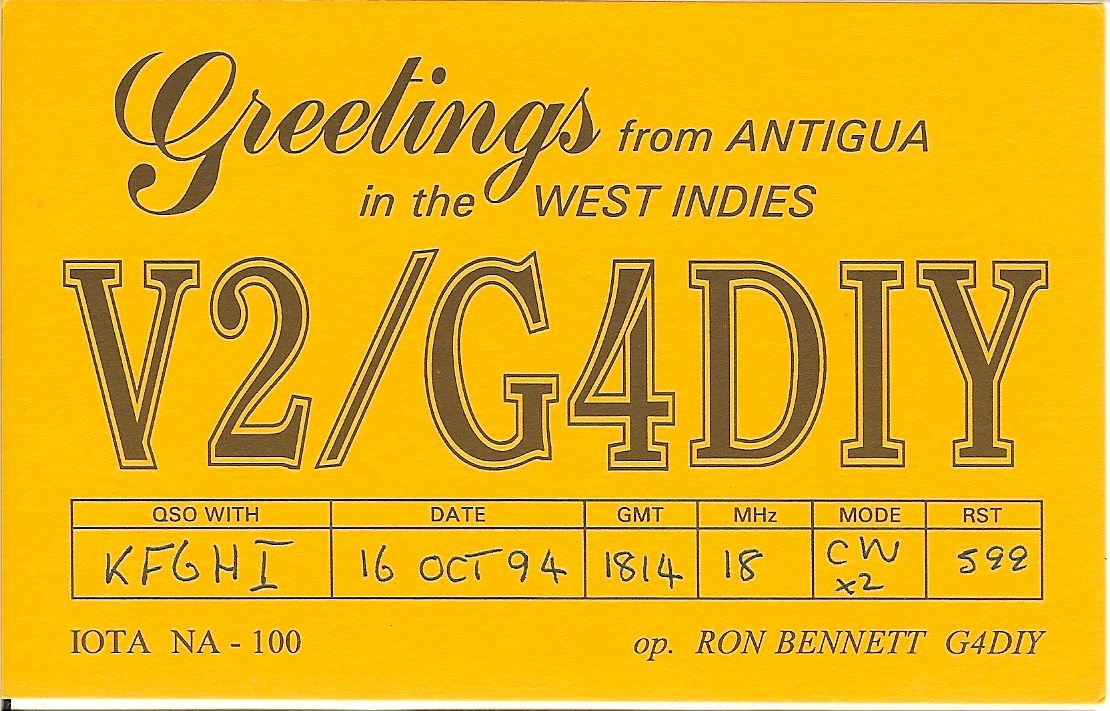 Greetings from ANTIGUA
in the WEST INDIES
V2/G4DIY
QSO WITH DATE GMT MHz MODE RST
KF6HI 16 OCT 94 1814 18 CW x2 599
IOTA NA - 100 op. RON BENNETT G4DIY